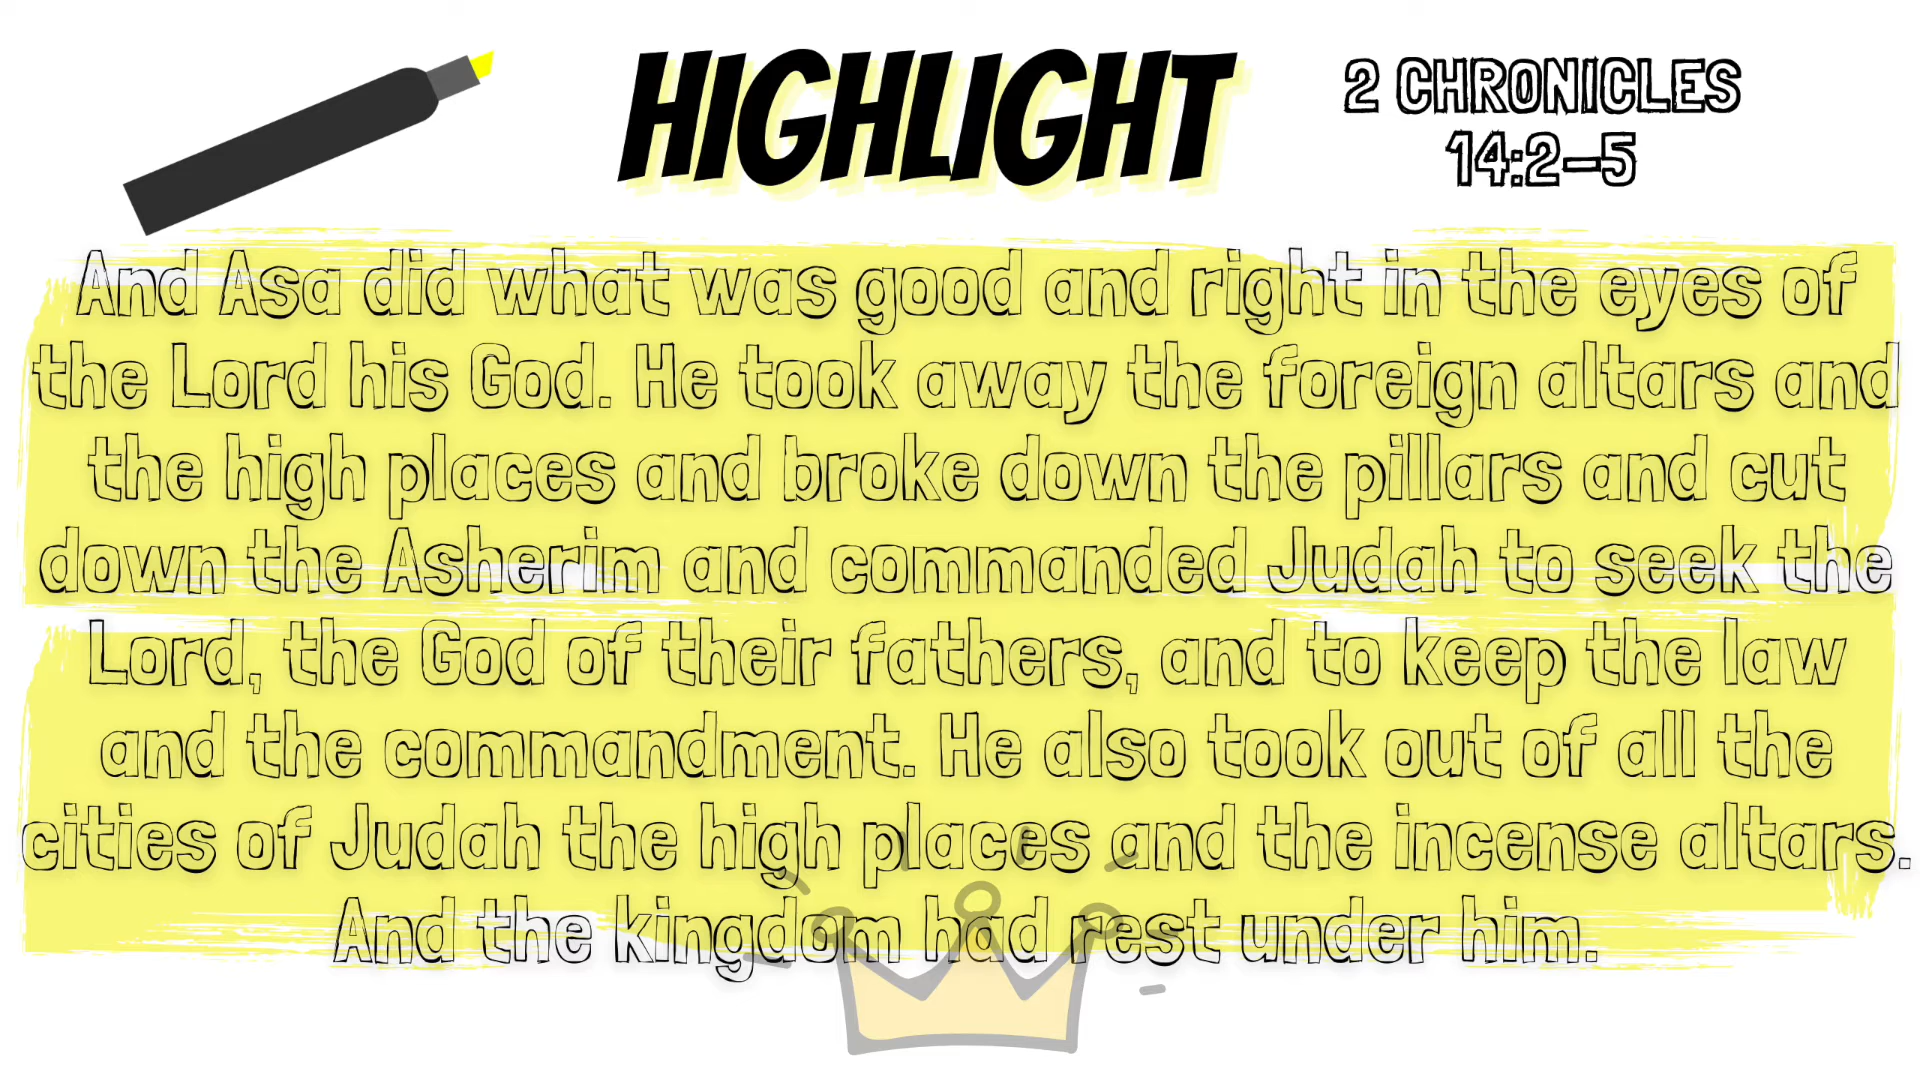 HIGHLIGHT
2 CHRONICLES
14:2–5
And Asa did what was good and right in the eyes of
the Lord his God. He took away the foreign altars and
the high places and broke down the pillars and cut
down the Asherim and commanded Judah to seek the
Lord, the God of their fathers, and to keep the law
and the commandment. He also took out of all the
cities of Judah the high places and the incense altars.
And the kingdom had rest under him.